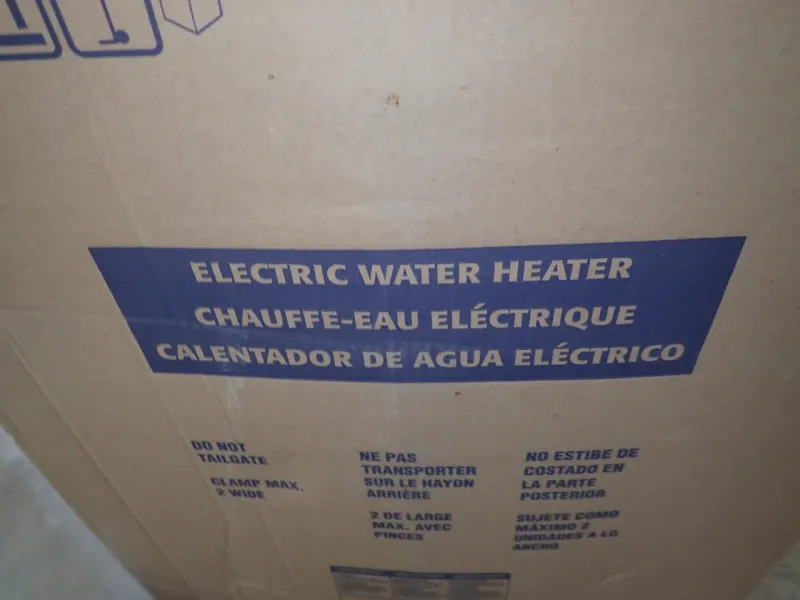 ELECTRIC WATER HEATER
CHAUFFE-EAU ÉLÉCTRIQUE
CALENTADOR DE AGUA ELÉCTRICO
DO NOT
TAILGATE
CLAMP MAX.
2 WIDE
NE PAS
TRANSPORTER
SUR LE HAYON
ARRIÈRE
2 DE LARGE
MAX. AVEC
PINCES
NO ESTIBE DE
COSTADO EN
LA PARTE
POSTERIOR
SUJETE COMO
MÁXIMO 2
UNIDADES A LO
ANCHO